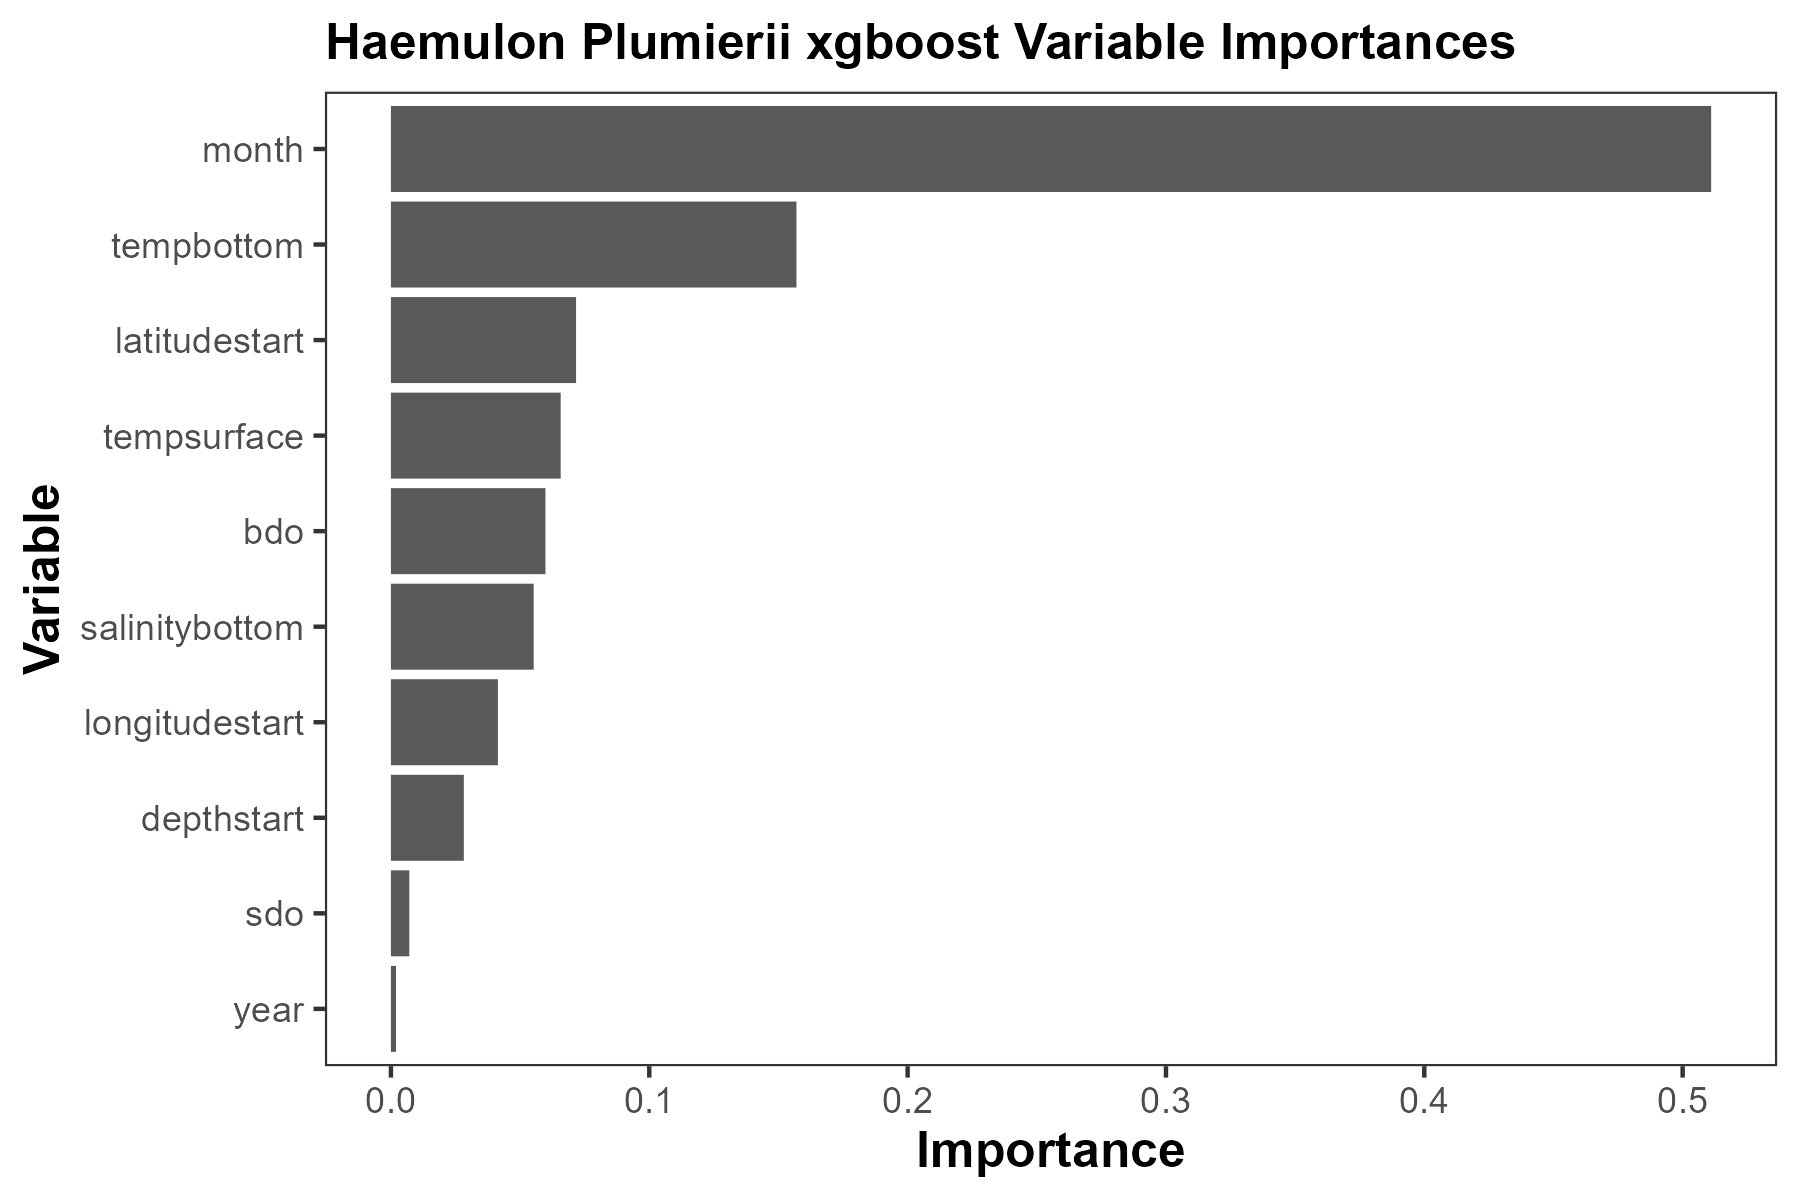 Haemulon Plumierii xgboost Variable Importances
month
tempbottom
latitudestart
tempsurface
bdo
salinitybottom
longitudestart
depthstart
sdo
year
Variable
0.0 0.1 0.2 0.3 0.4 0.5
Importance